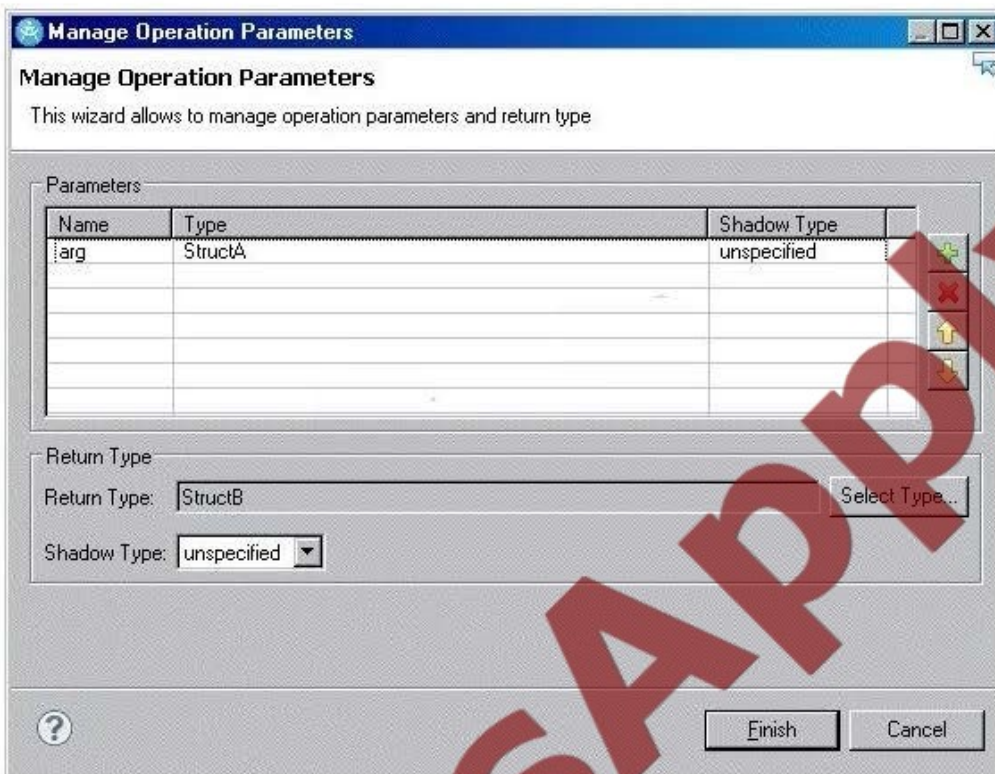 Manage Operation Parameters
Manage Operation Parameters
This wizard allows to manage operation parameters and return type
Parameters
Name Type Shadow Type
arg StructA unspecified
Return Type
Return Type: StructB Select Type...
Shadow Type: unspecified
Finish Cancel